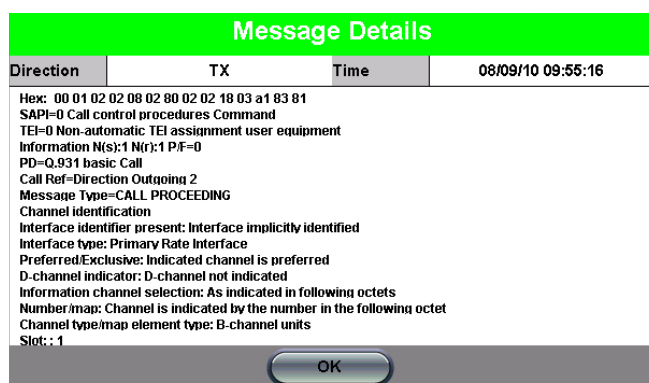 Message Details
Direction TX Time 08/09/10 09:55:16
Hex: 00 01 02 02 08 02 80 02 02 18 03 a1 83 81
SAPI=0 Call control procedures Command
TEI=0 Non-automatic TEI assignment user equipment
Information N(s):1 N(r):1 P/F=0
PD=Q.931 basic Call
Call Ref=Direction Outgoing 2
Message Type=CALL PROCEEDING
Channel identification
Interface identifier present: Interface implicitly identified
Interface type: Primary Rate Interface
Preferred/Exclusive: Indicated channel is preferred
D-channel indicator: D-channel not indicated
Information channel selection: As indicated in following octets
Number/map: Channel is indicated by the number in the following octet
Channel type/map element type: B-channel units
Slot: : 1
OK